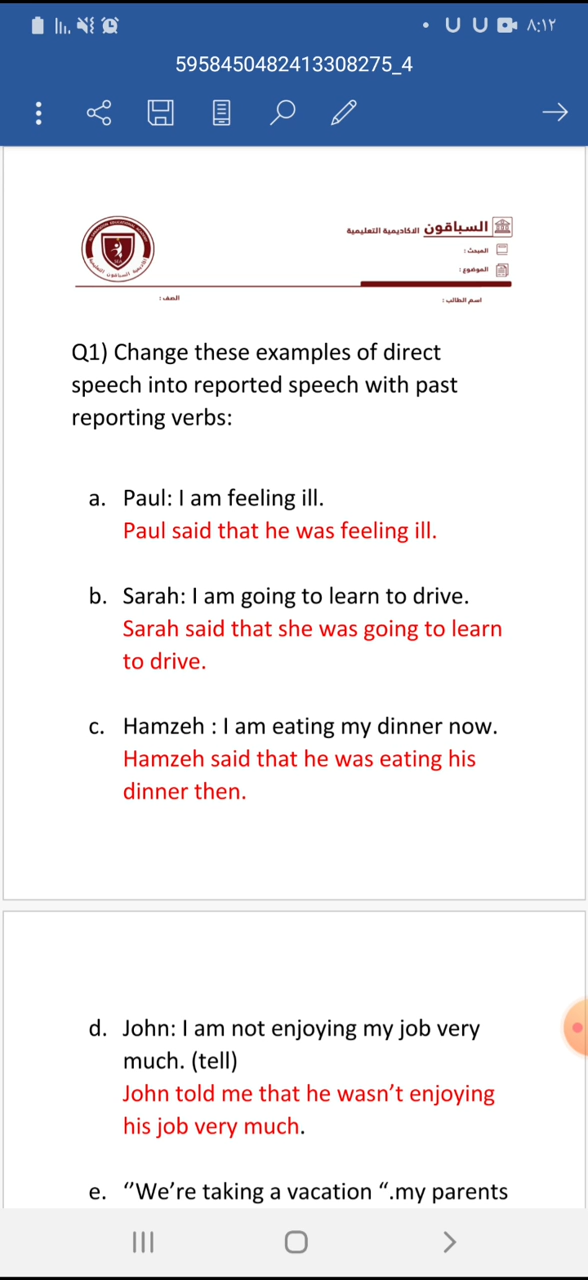 ٨:١٢
5958450482413308275_4
السباقون الاكاديمية التعليمية
المبحث :
الموضوع :
الصف :
اسم الطالب :
Q1) Change these examples of direct
speech into reported speech with past
reporting verbs:
a. Paul: I am feeling ill.
Paul said that he was feeling ill.
b. Sarah: I am going to learn to drive.
Sarah said that she was going to learn
to drive.
c. Hamzeh : I am eating my dinner now.
Hamzeh said that he was eating his
dinner then.
d. John: I am not enjoying my job very
much. (tell)
John told me that he wasn’t enjoying
his job very much.
e. “We’re taking a vacation “.my parents